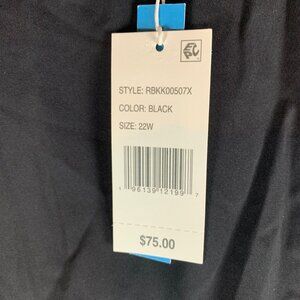 STYLE: RBKK00507X
COLOR: BLACK
SIZE: 22W
1 96139 12199 7
$75.00